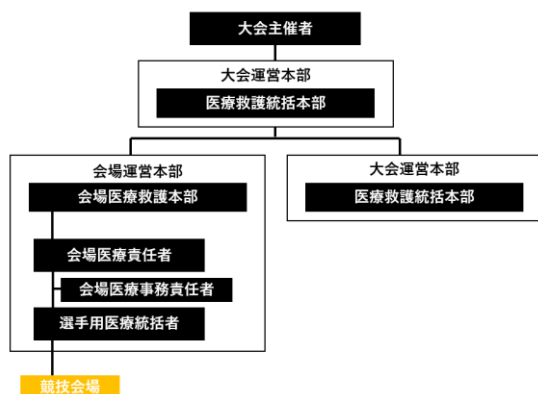 大会主催者
大会運営本部
医療救護統括本部
会場運営本部
会場医療救護本部
会場医療責任者
会場医療事務責任者
選手用医療統括者
競技会場
大会運営本部
医療救護統括本部